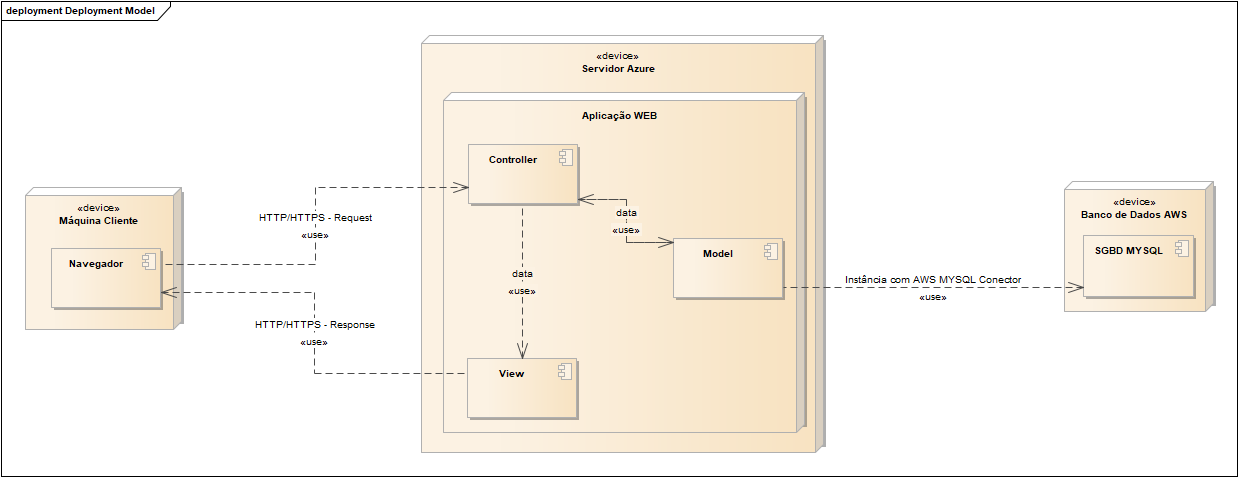 deployment Deployment Model
«device»
Servidor Azure
Aplicação WEB
Controller
«device»
Máquina Cliente
Navegador
HTTP/HTTPS - Request
«use»
data
«use»
Model
«device»
Banco de Dados AWS
SGBD MYSQL
data
«use»
Instância com AWS MYSQL Conector
«use»
HTTP/HTTPS - Response
«use»
View